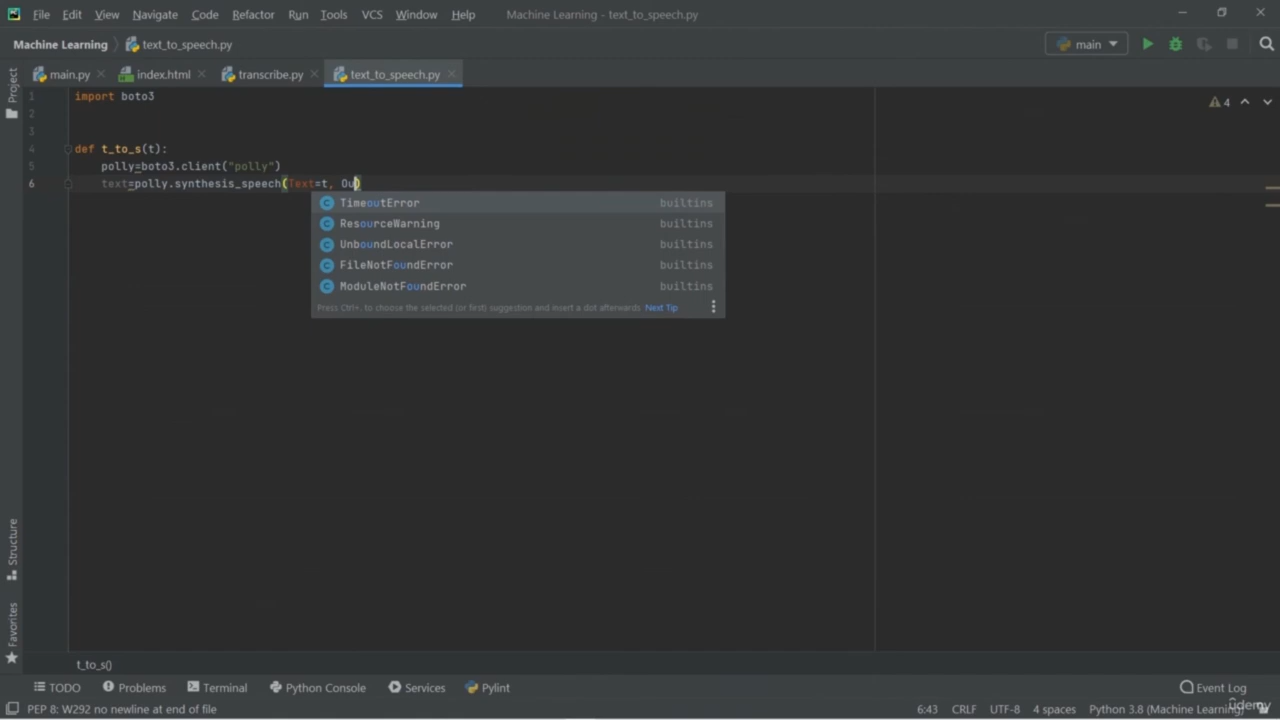 File Edit View Navigate Code Refactor Run Tools VCS Window Help Machine Learning - text_to_speech.py
Machine Learning text_to_speech.py main
main.py index.html transcribe.py text_to_speech.py
Project
1 import boto3 4
2
3
4 def t_to_s(t):
5 polly=boto3.client("polly")
6 text=polly.synthesis_speech(Text=t, Ou)
TimeoutError builtins
ResourceWarning builtins
UnboundLocalError builtins
FileNotFoundError builtins
ModuleNotFoundError builtins
Press Ctrl+. to choose the selected (or first) suggestion and insert a dot afterwards Next Tip
Structure
Favorites
t_to_s()
TODO Problems Terminal Python Console Services Pylint Event Log
PEP 8: W292 no newline at end of file 6:43 CRLF UTF-8 4 spaces Python 3.8 (Machine Learning)
udemy